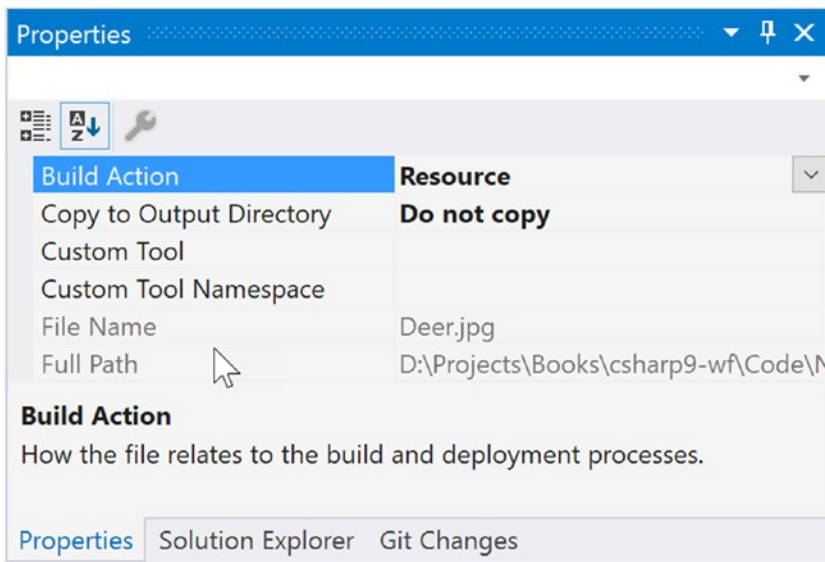 Properties
A
Z
Build Action Resource
Copy to Output Directory Do not copy
Custom Tool
Custom Tool Namespace
File Name Deer.jpg
Full Path D:\Projects\Books\csharp9-wf\Code\N
Build Action
How the file relates to the build and deployment processes.
Properties Solution Explorer Git Changes